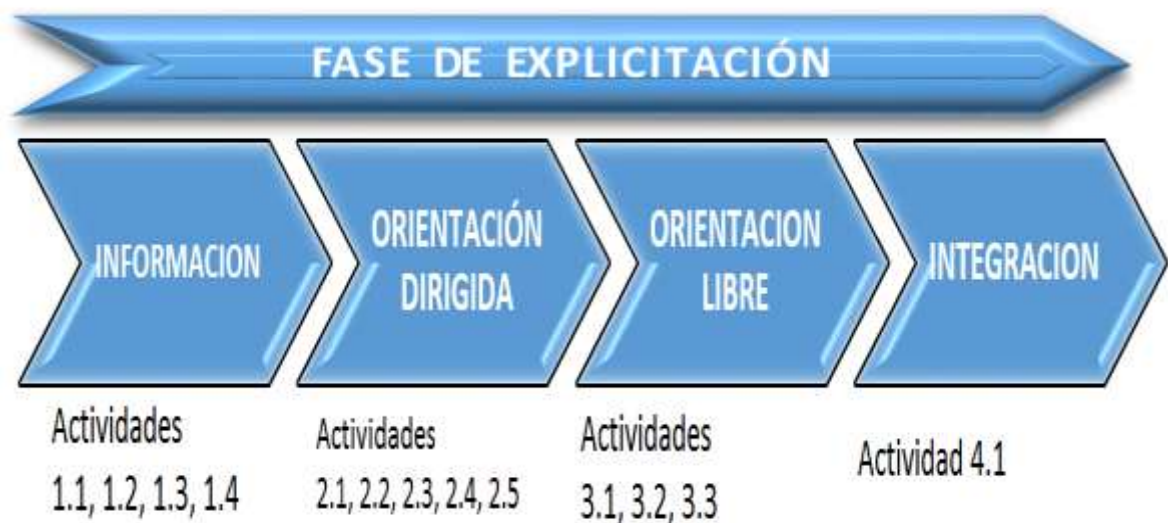 FASE DE EXPLICITACIÓN
INFORMACION
ORIENTACIÓN
DIRIGIDA
ORIENTACION
LIBRE
INTEGRACION
Actividades
1.1, 1.2, 1.3, 1.4
Actividades
2.1, 2.2, 2.3, 2.4, 2.5
Actividades
3.1, 3.2, 3.3
Actividad 4.1